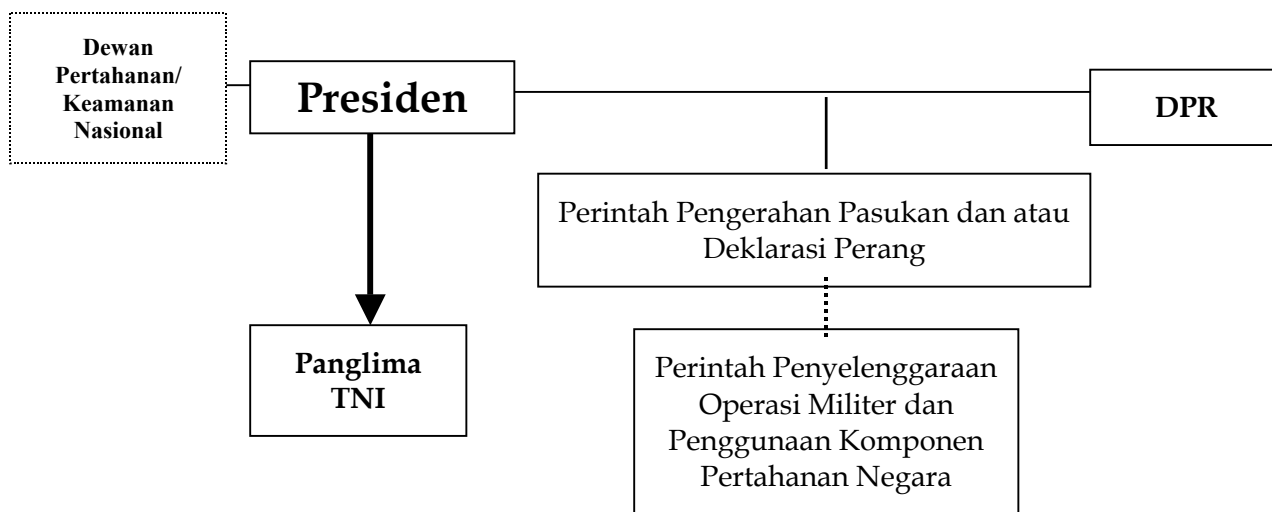 Dewan
Pertahanan/
Keamanan
Nasional
Presiden
DPR
Perintah Pengerahan Pasukan dan atau
Deklarasi Perang
Panglima
TNI
Perintah Penyelenggaraan
Operasi Militer dan
Penggunaan Komponen
Pertahanan Negara